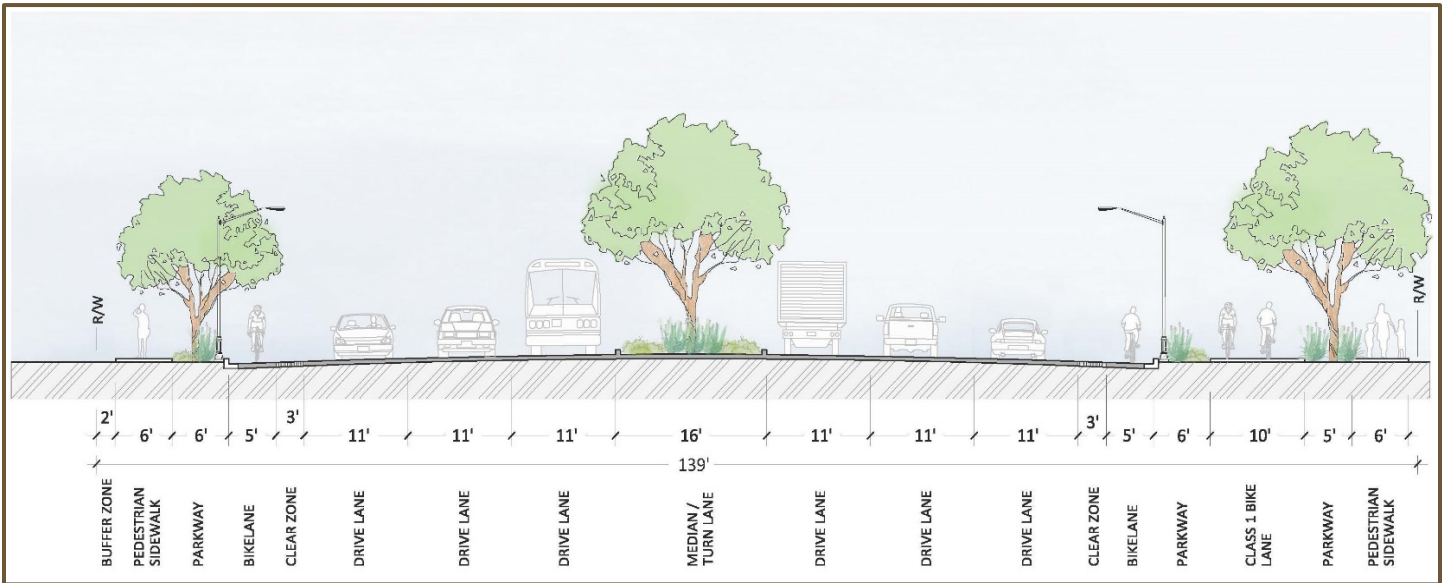 R/W
R/W
2' 6' 6' 5' 3' 11' 11' 11' 16' 11' 11' 11' 3' 5' 6' 10' 5' 6'
139'
BUFFER ZONE
PEDESTRIAN
SIDEWALK
PARKWAY
BIKELANE
CLEAR ZONE
DRIVE LANE
DRIVE LANE
DRIVE LANE
MEDIAN /
TURN LANE
DRIVE LANE
DRIVE LANE
DRIVE LANE
CLEAR ZONE
BIKELANE
PARKWAY
CLASS 1 BIKE
LANE
PARKWAY
PEDESTRIAN
SIDEWALK